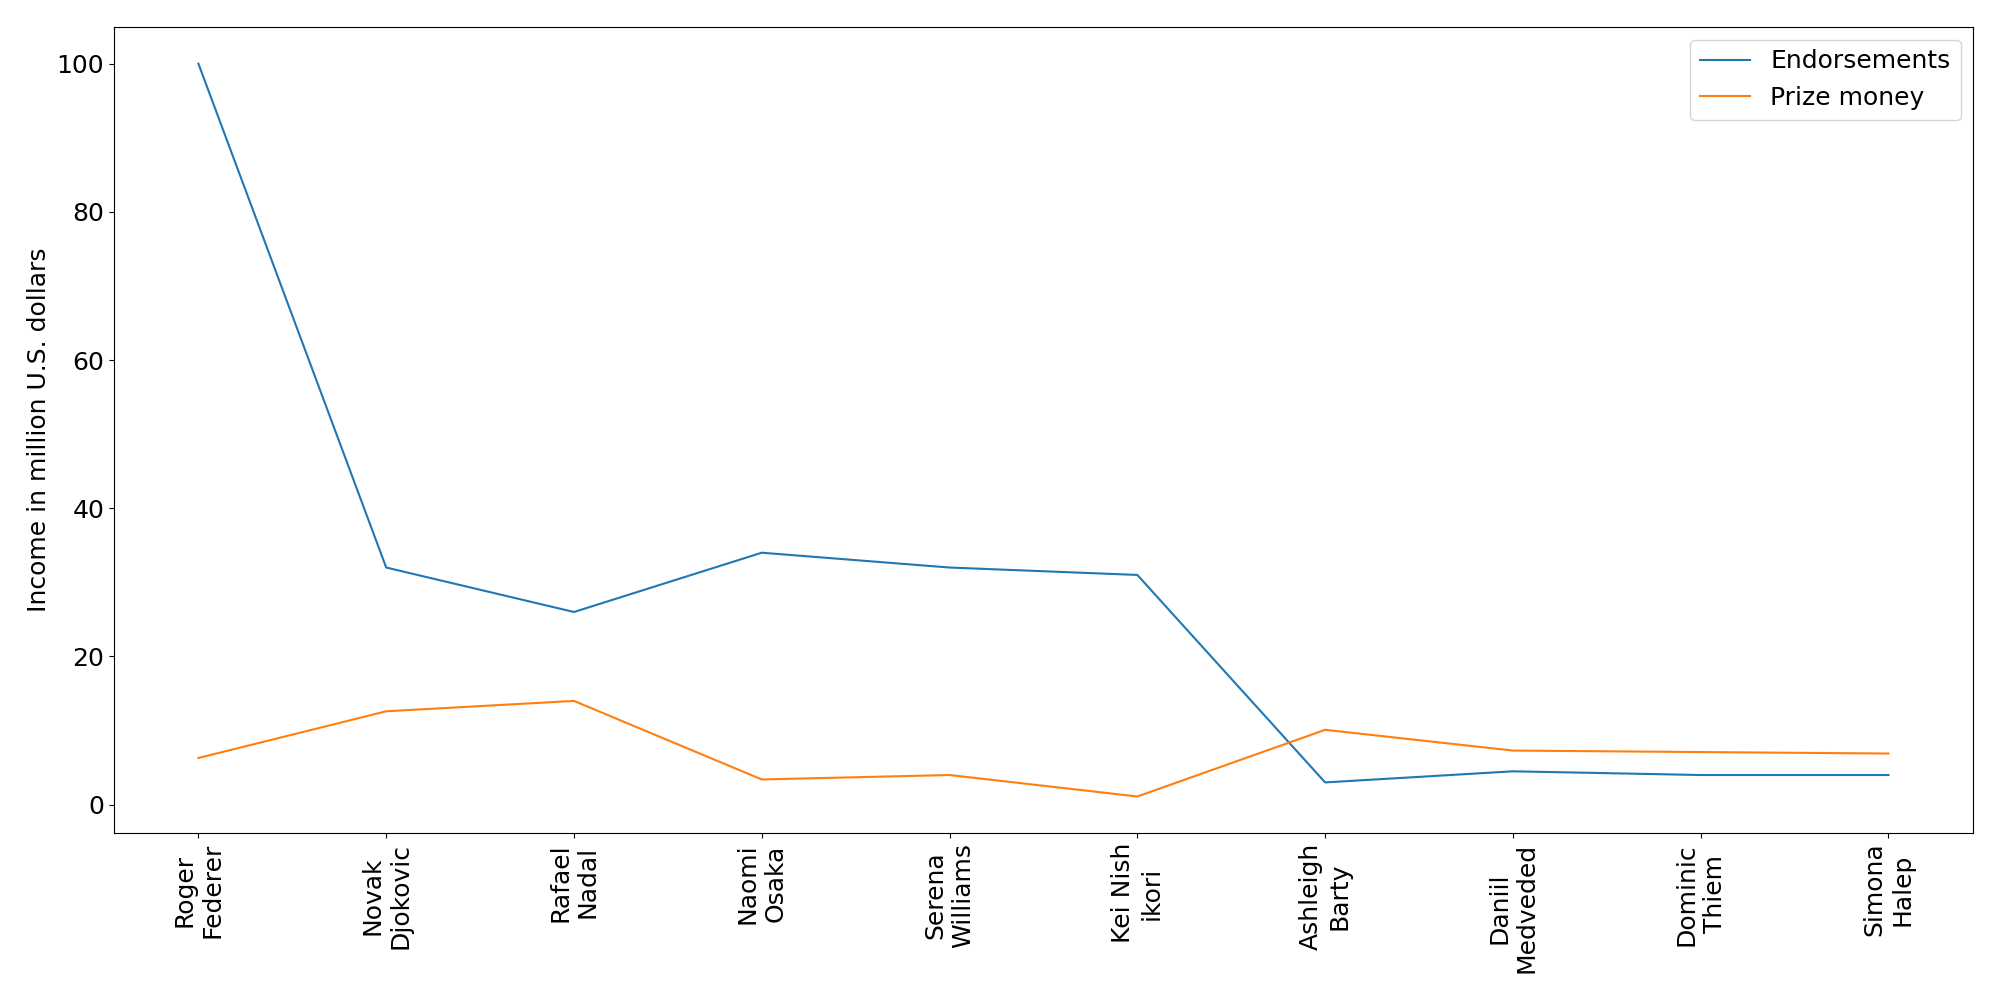 Income in million U.S. dollars
100
80
60
40
20
0
Endorsements
Prize money
Roger
Federer
Novak
Djokovic
Rafael
Nadal
Naomi
Osaka
Serena
Williams
Kei Nish
ikori
Ashleigh
Barty
Daniil
Medveded
Dominic
Thiem
Simona
Halep